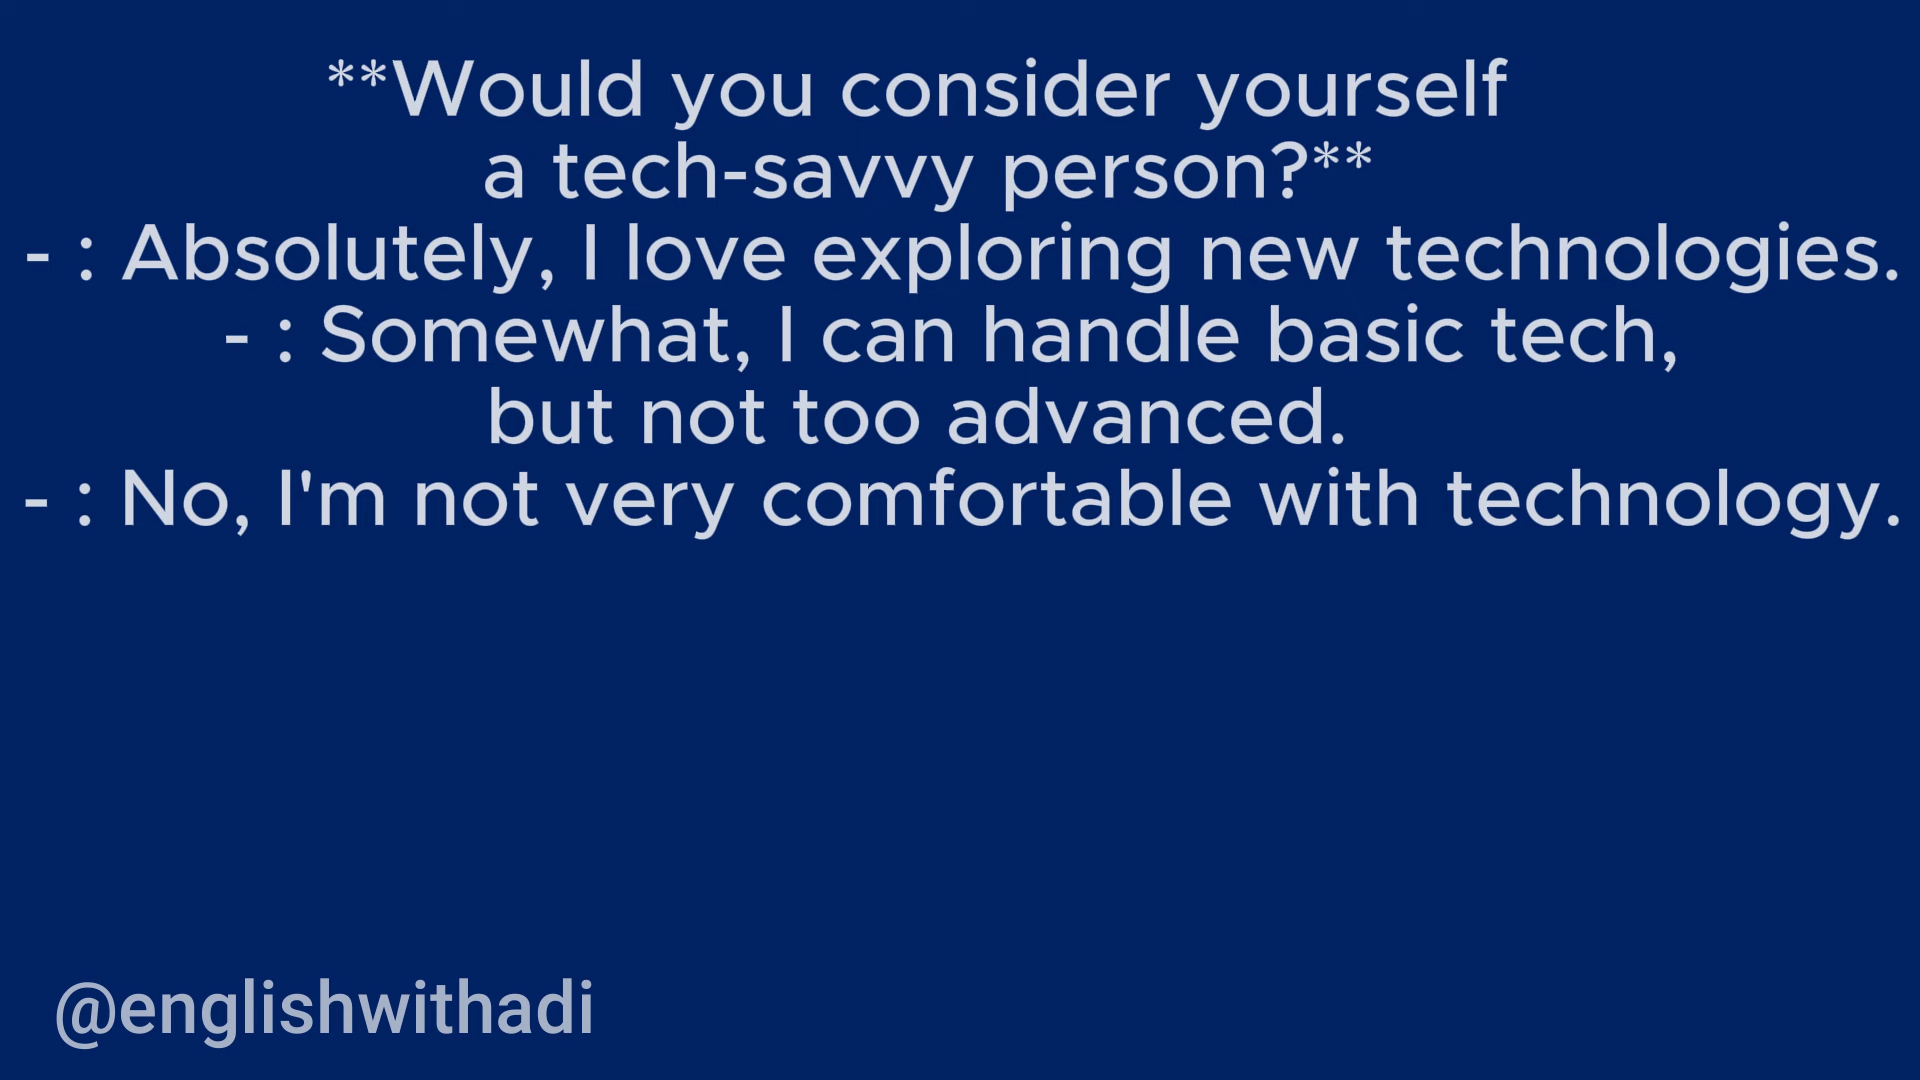 **Would you consider yourself
a tech-savvy person?**
- : Absolutely, I love exploring new technologies.
- : Somewhat, I can handle basic tech,
but not too advanced.
- : No, I'm not very comfortable with technology.
@englishwithadi